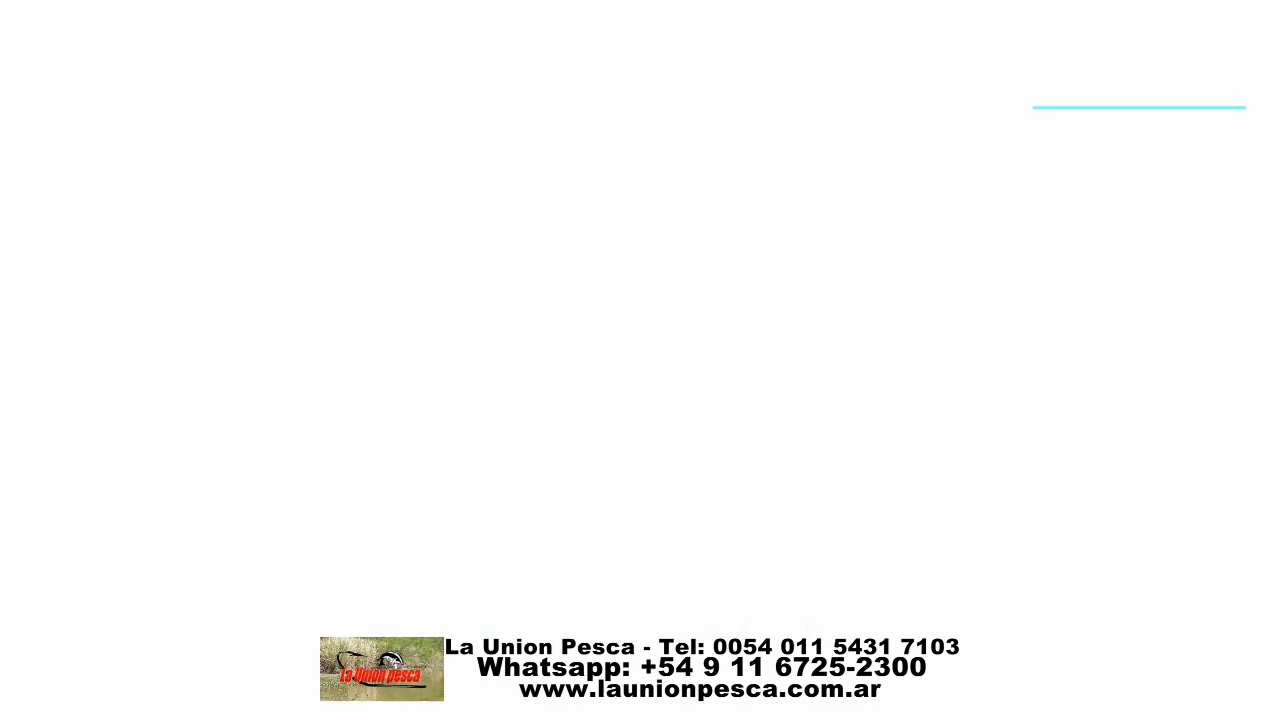 La Union Pesca - Tel: 0054 011 5431 7103
Whatsapp: +54 9 11 6725-2300
www.launionpesca.com.ar
La Union pesca